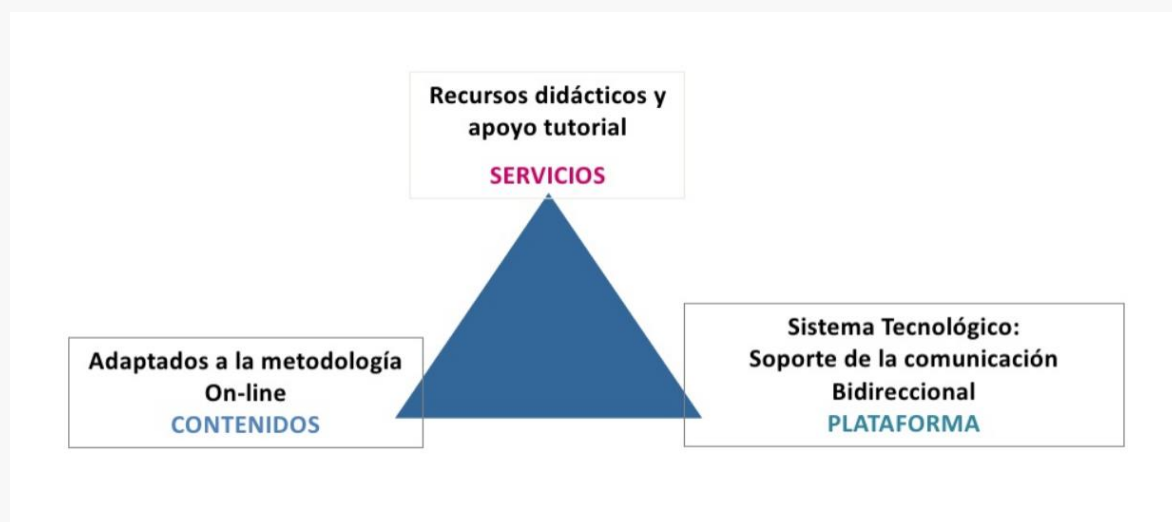 Recursos didácticos y
apoyo tutorial
SERVICIOS
Adaptados a la metodología
On-line
CONTENIDOS
Sistema Tecnológico:
Soporte de la comunicación
Bidireccional
PLATAFORMA